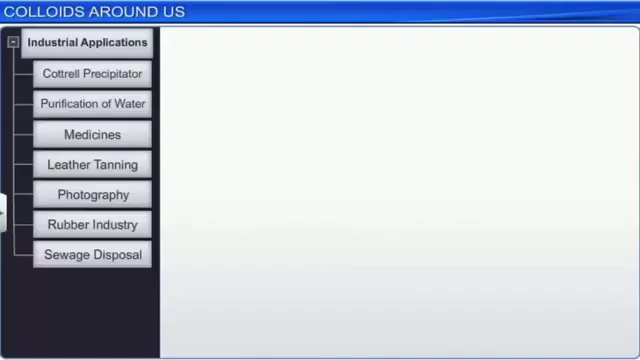 COLLOIDS AROUND US
Industrial Applications
Cottrell Precipitator
Purification of Water
Medicines
Leather Tanning
Photography
Rubber Industry
Sewage Disposal